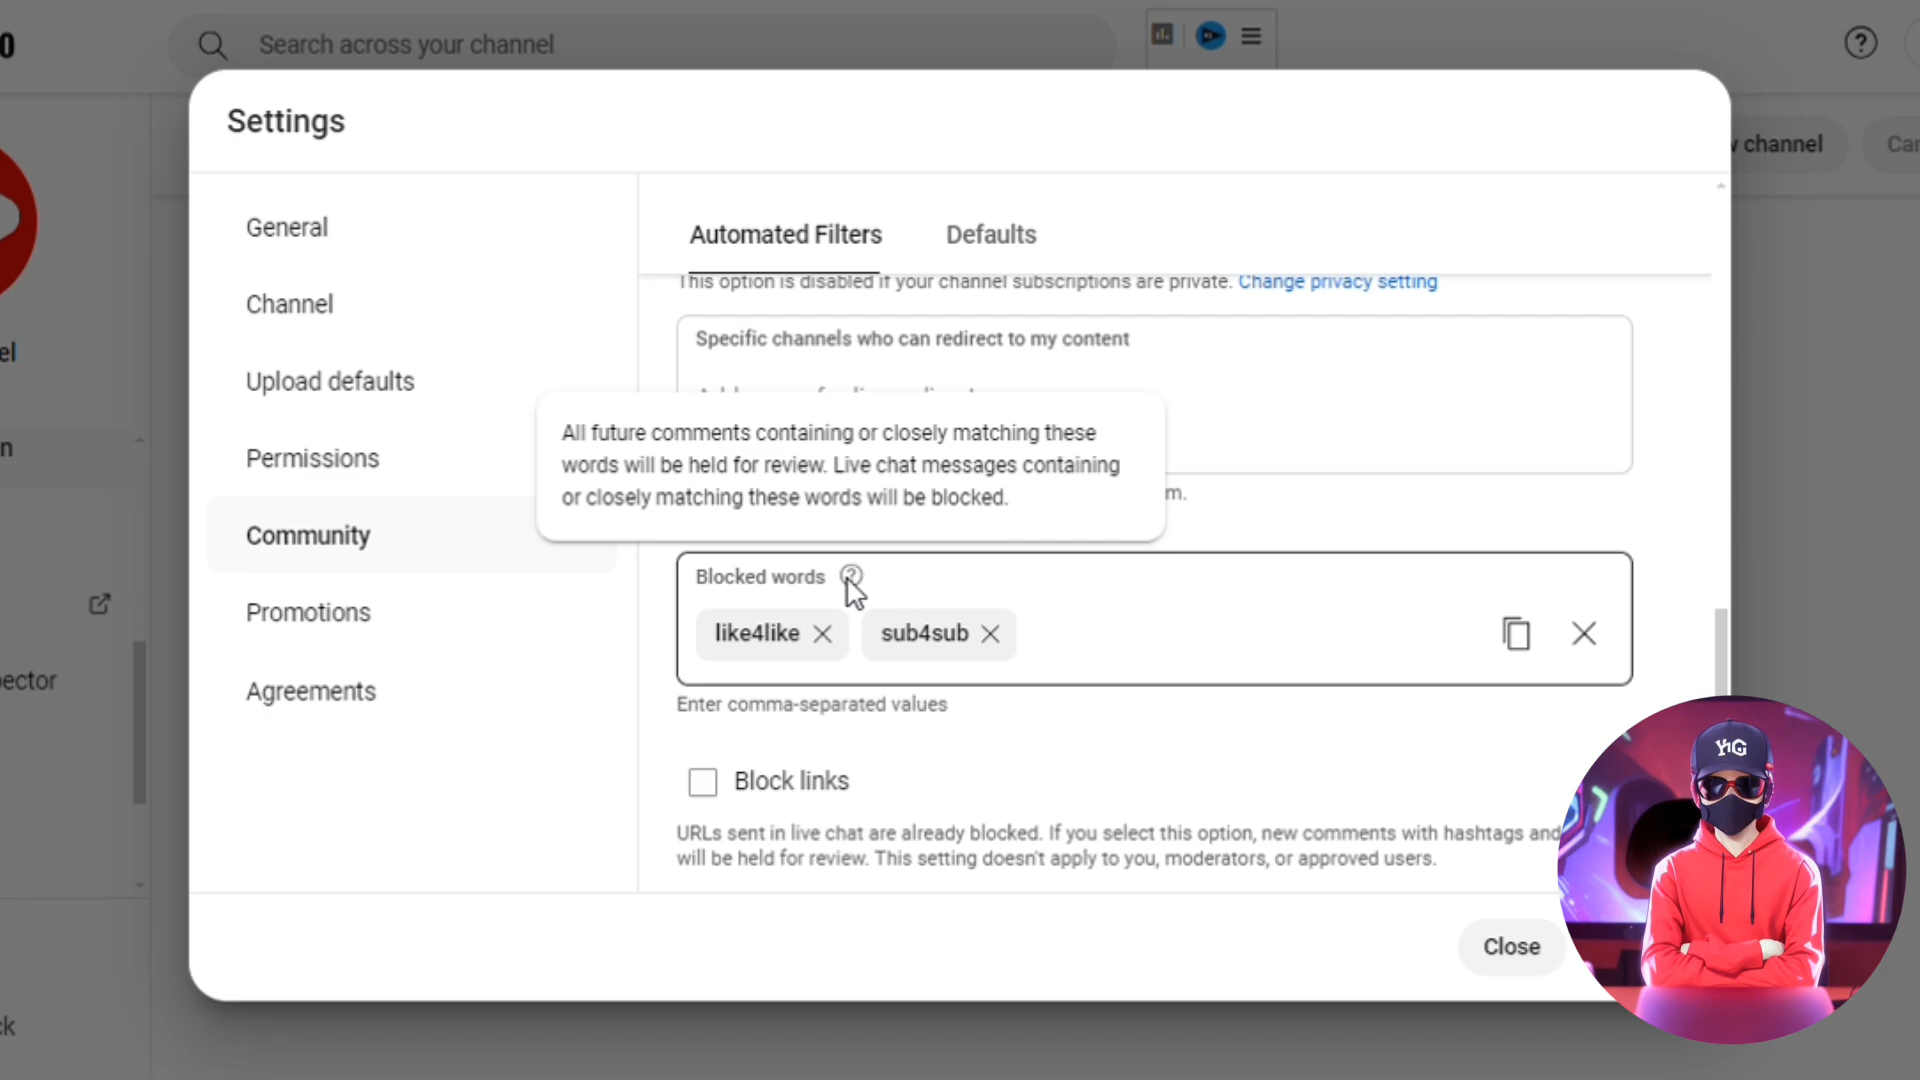 0
Search across your channel
Settings
channel
General
Automated Filters
Defaults
This option is disabled if your channel subscriptions are private. Change privacy setting
Channel
Specific channels who can redirect to my content
el
Upload defaults
All future comments containing or closely matching these
words will be held for review. Live chat messages containing
or closely matching these words will be blocked.
n
Permissions
m.
Community
Blocked words
like4like
sub4sub
Promotions
ector
Agreements
Enter comma-separated values
Block links
URLs sent in live chat are already blocked. If you select this option, new comments with hashtags and
will be held for review. This setting doesn't apply to you, moderators, or approved users.
YG
Close
ck